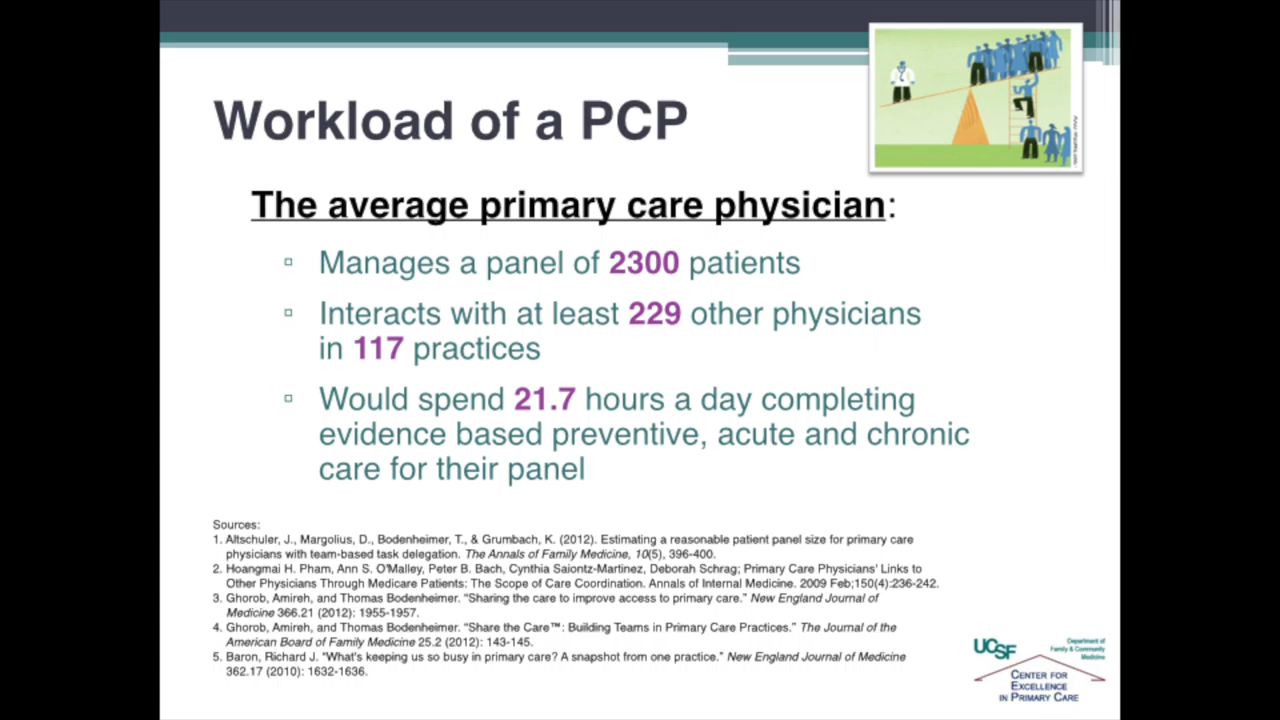 Workload of a PCP
The average primary care physician:
▫ Manages a panel of 2300 patients
▫ Interacts with at least 229 other physicians
in 117 practices
▫ Would spend 21.7 hours a day completing
evidence based preventive, acute and chronic
care for their panel
Sources:
1. Altschuler, J., Margolius, D., Bodenheimer, T., & Grumbach, K. (2012). Estimating a reasonable patient panel size for primary care
physicians with team-based task delegation. The Annals of Family Medicine, 10(5), 396-400.
2. Hoangmai H. Pham, Ann S. O'Malley, Peter B. Bach, Cynthia Saiontz-Martinez, Deborah Schrag; Primary Care Physicians' Links to
Other Physicians Through Medicare Patients: The Scope of Care Coordination. Annals of Internal Medicine. 2009 Feb;150(4):236-242.
3. Ghorob, Amireh, and Thomas Bodenheimer. "Sharing the care to improve access to primary care." New England Journal of
Medicine 366.21 (2012): 1955-1957.
4. Ghorob, Amireh, and Thomas Bodenheimer. "Share the Care™: Building Teams in Primary Care Practices." The Journal of the
American Board of Family Medicine 25.2 (2012): 143-145.
5. Baron, Richard J. "What's keeping us so busy in primary care? A snapshot from one practice." New England Journal of Medicine
362.17 (2010): 1632-1636.
UCSF
Department of
Family & Community
Medicine
CENTER FOR
EXCELLENCE
IN PRIMARY CARE